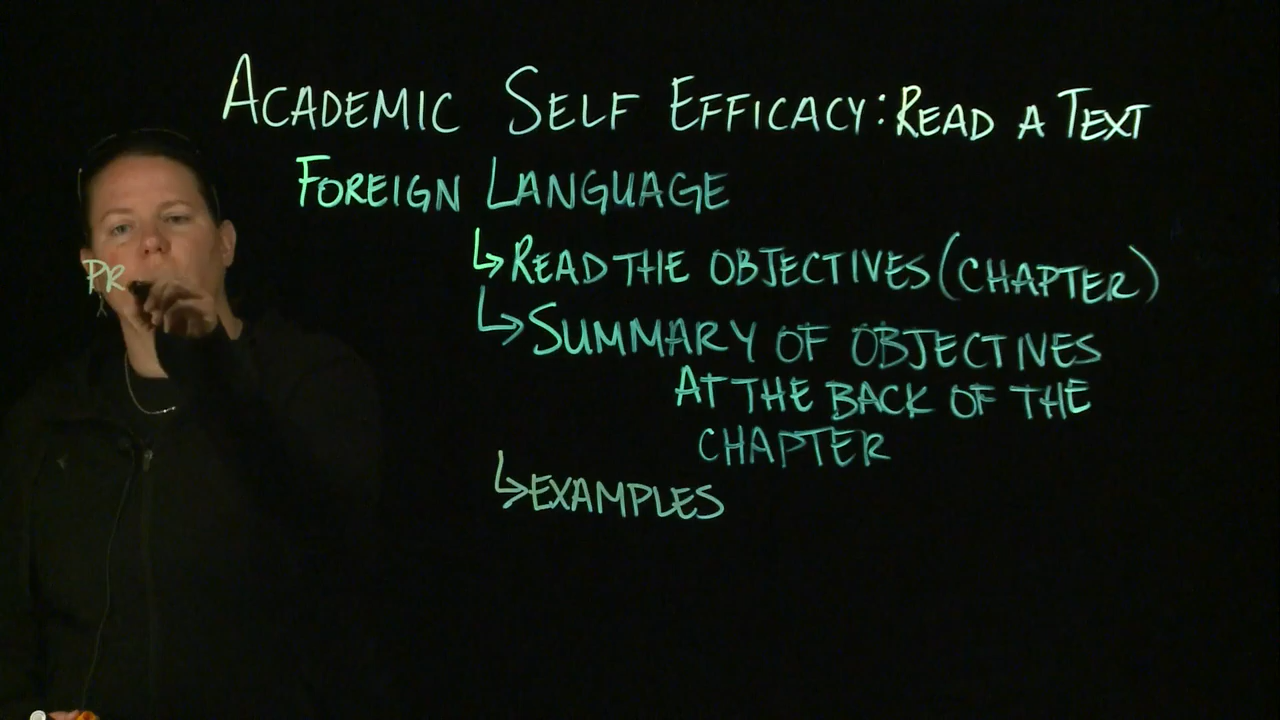 ACADEMIC SELF EFFICACY: READ A TEXT
FOREIGN LANGUAGE
↳ READ THE OBJECTIVES (CHAPTER)
PR
↳ SUMMARY OF OBJECTIVES
AT THE BACK OF THE
CHAPTER
↳ EXAMPLES